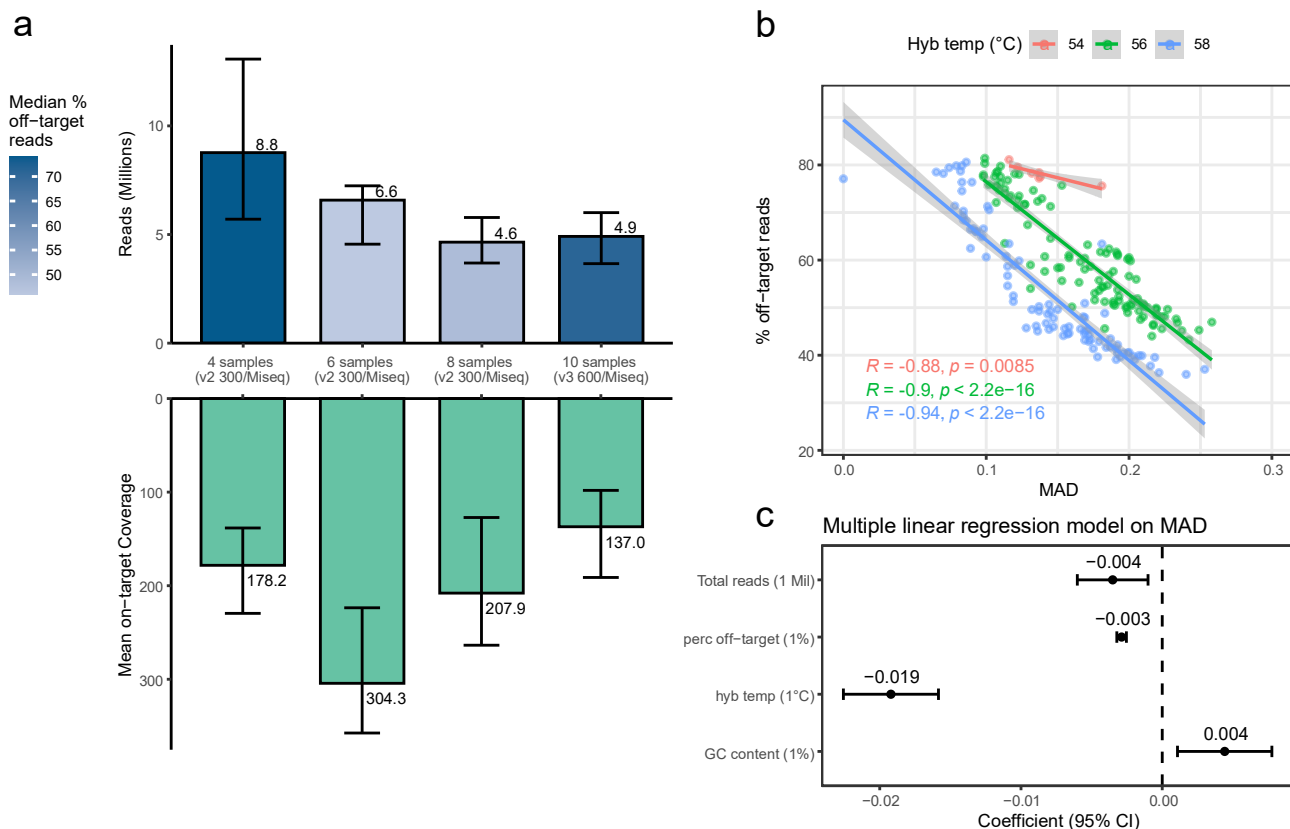 a
Median %
off−target
reads
70
65
60
55
50
Reads (Millions)
10
5
0
8.8
6.6
4.6
4.9
4 samples
(v2 300/Miseq)
6 samples
(v2 300/Miseq)
8 samples
(v2 300/Miseq)
10 samples
(v3 600/Miseq)
Mean on−target Coverage
0
100
200
300
178.2
304.3
207.9
137.0
b
Hyb temp (°C) 54 56 58
% off−target reads
80
60
40
20
R = -0.88, p = 0.0085
R = -0.9, p < 2.2e−16
R = -0.94, p < 2.2e−16
0.0 0.1 0.2 0.3
MAD
c
Multiple linear regression model on MAD
Total reads (1 Mil)
−0.004
perc off−target (1%)
−0.003
hyb temp (1°C)
−0.019
GC content (1%)
0.004
−0.02 −0.01 0.00
Coefficient (95% CI)